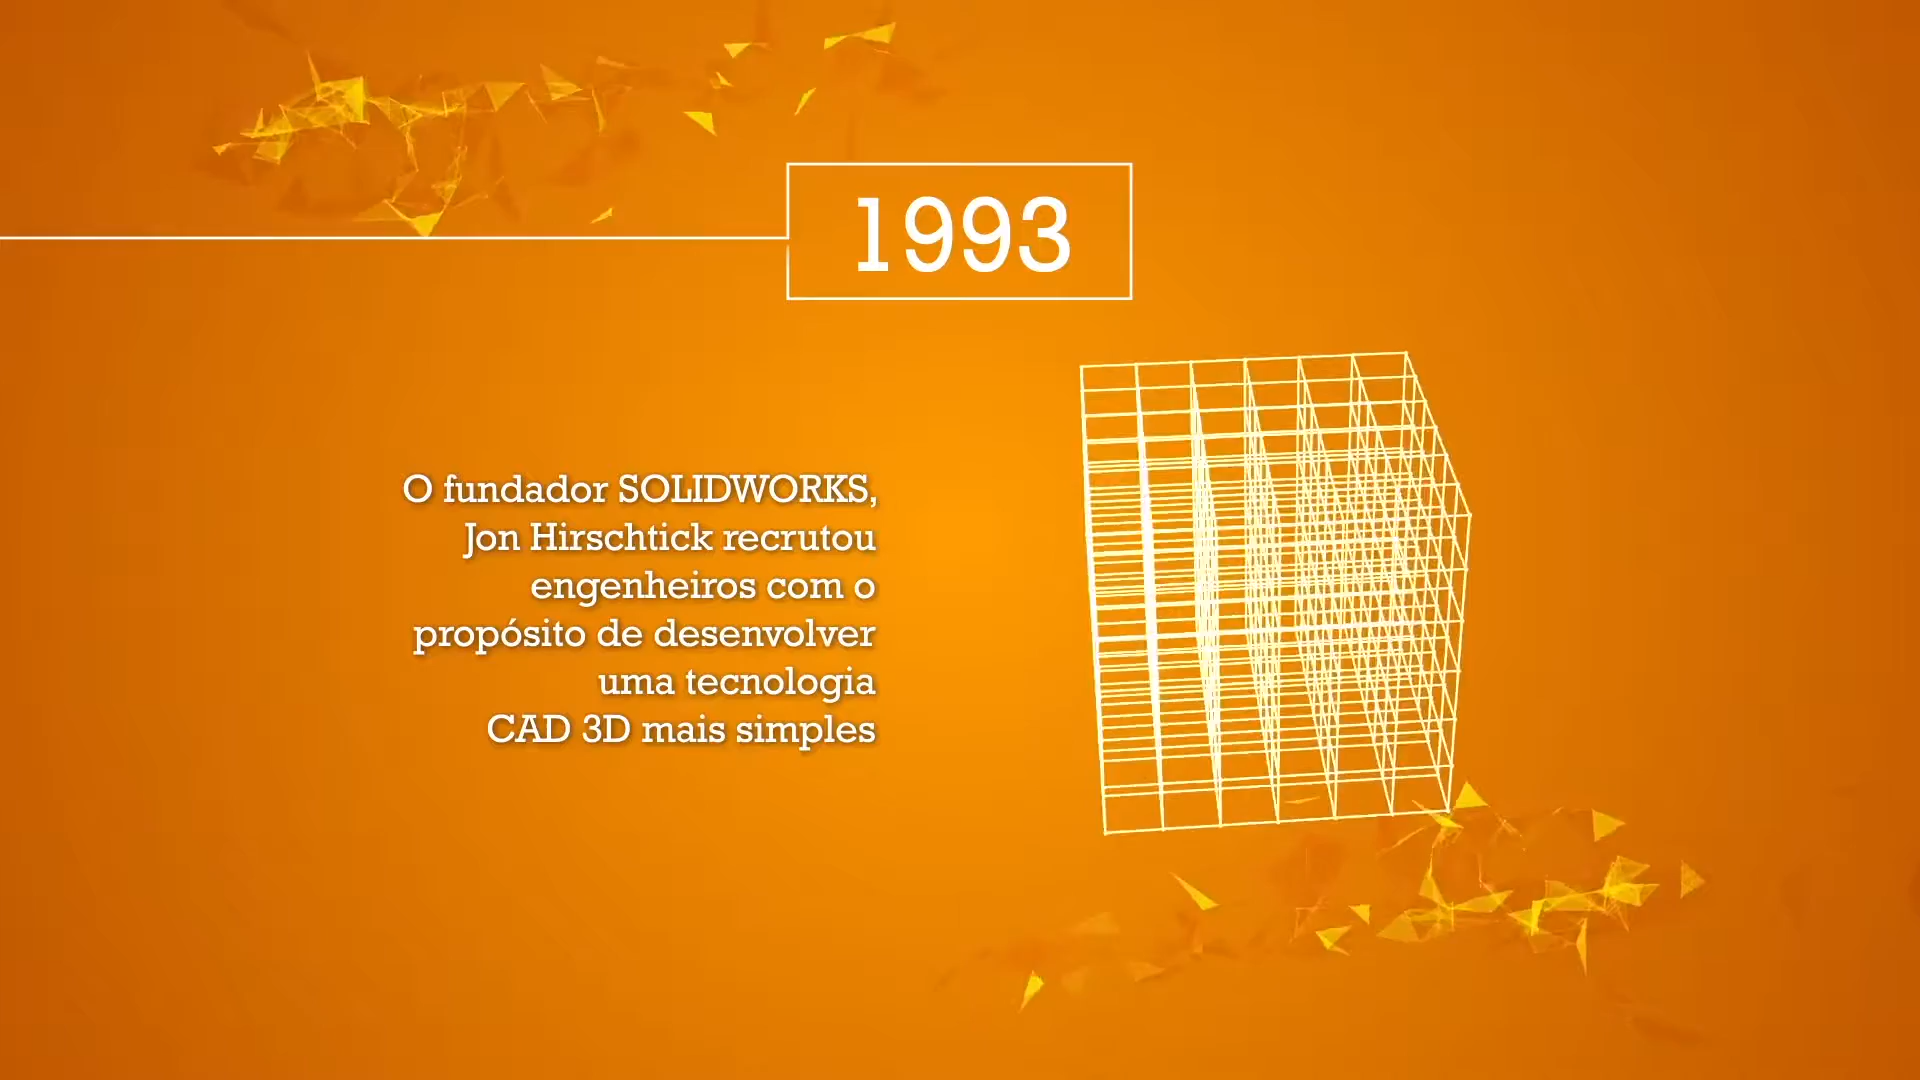 1993
O fundador SOLIDWORKS,
Jon Hirschtick recrutou
engenheiros com o
propósito de desenvolver
uma tecnologia
CAD 3D mais simples